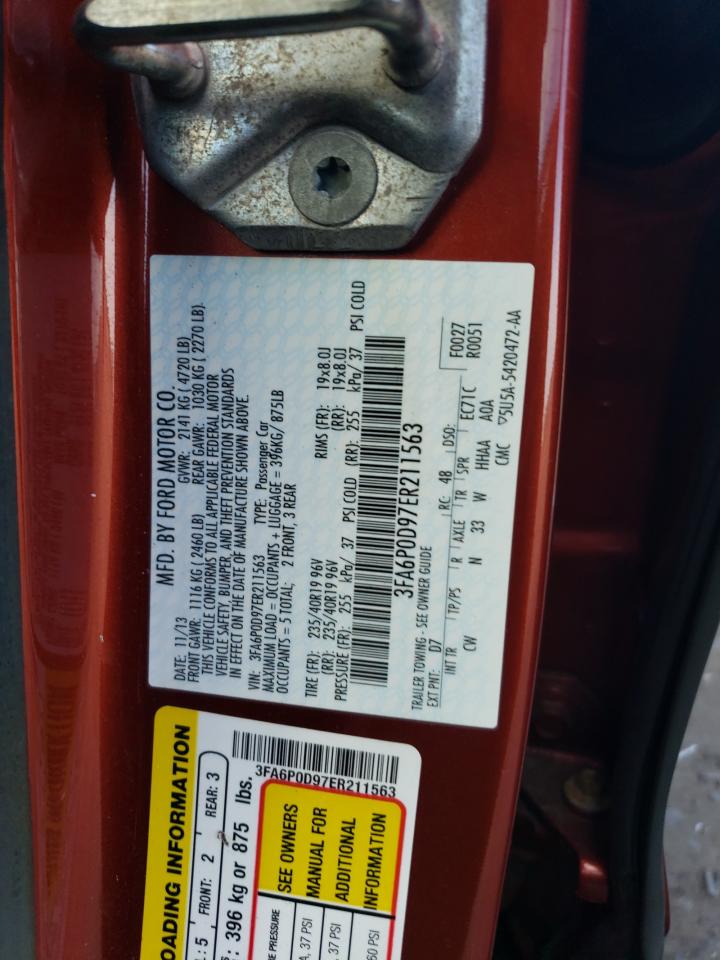 MFD. BY FORD MOTOR CO.
DATE: 11/13 GVWR: 2141 KG ( 4720 LB)
FRONT GAWR: 1116 KG (2460 LB) REAR GAWR: 1030 KG ( 2270 LB).
THIS VEHICLE CONFORMS TO ALL APPLICABLE FEDERAL MOTOR
VEHICLE SAFETY, BUMPER, AND THEFT PREVENTION STANDARDS
IN EFFECT ON THE DATE OF MANUFACTURE SHOWN ABOVE.
VIN: 3FA6P0D97ER211563 TYPE: Passenger Car
MAXIMUM LOAD = OCCUPANTS + LUGGAGE = 396KG/ 875LB
OCCUPANTS = 5 TOTAL; 2 FRONT, 3 REAR
TIRE (FR): 235/40R19 96V RIMS (FR): 19x8.0J
(RR): 235/40R19 96V (RR): 19x8.0J
PRESSURE (FR): 255 kPa/ 37 PSI COLD (RR): 255 kPa/ 37 PSI COLD
3FA6P0D97ER211563
TRAILER TOWING - SEE OWNER GUIDE F0027
EXT PNT: D7 RC: 48 DSO: EC71C R0051
INT TR TP/PS R AXLE TR SPR
CW N 33 W HHAA A0A
CMC 5U5A-5420472-AA
OADING INFORMATION
L: 5 FRONT: 2 REAR: 3
: 396 kg or 875 lbs.
3FA6P0D97ER211563
RE PRESSURE
A, 37 PSI
, 37 PSI
60 PSI
SEE OWNERS
MANUAL FOR
ADDITIONAL
INFORMATION